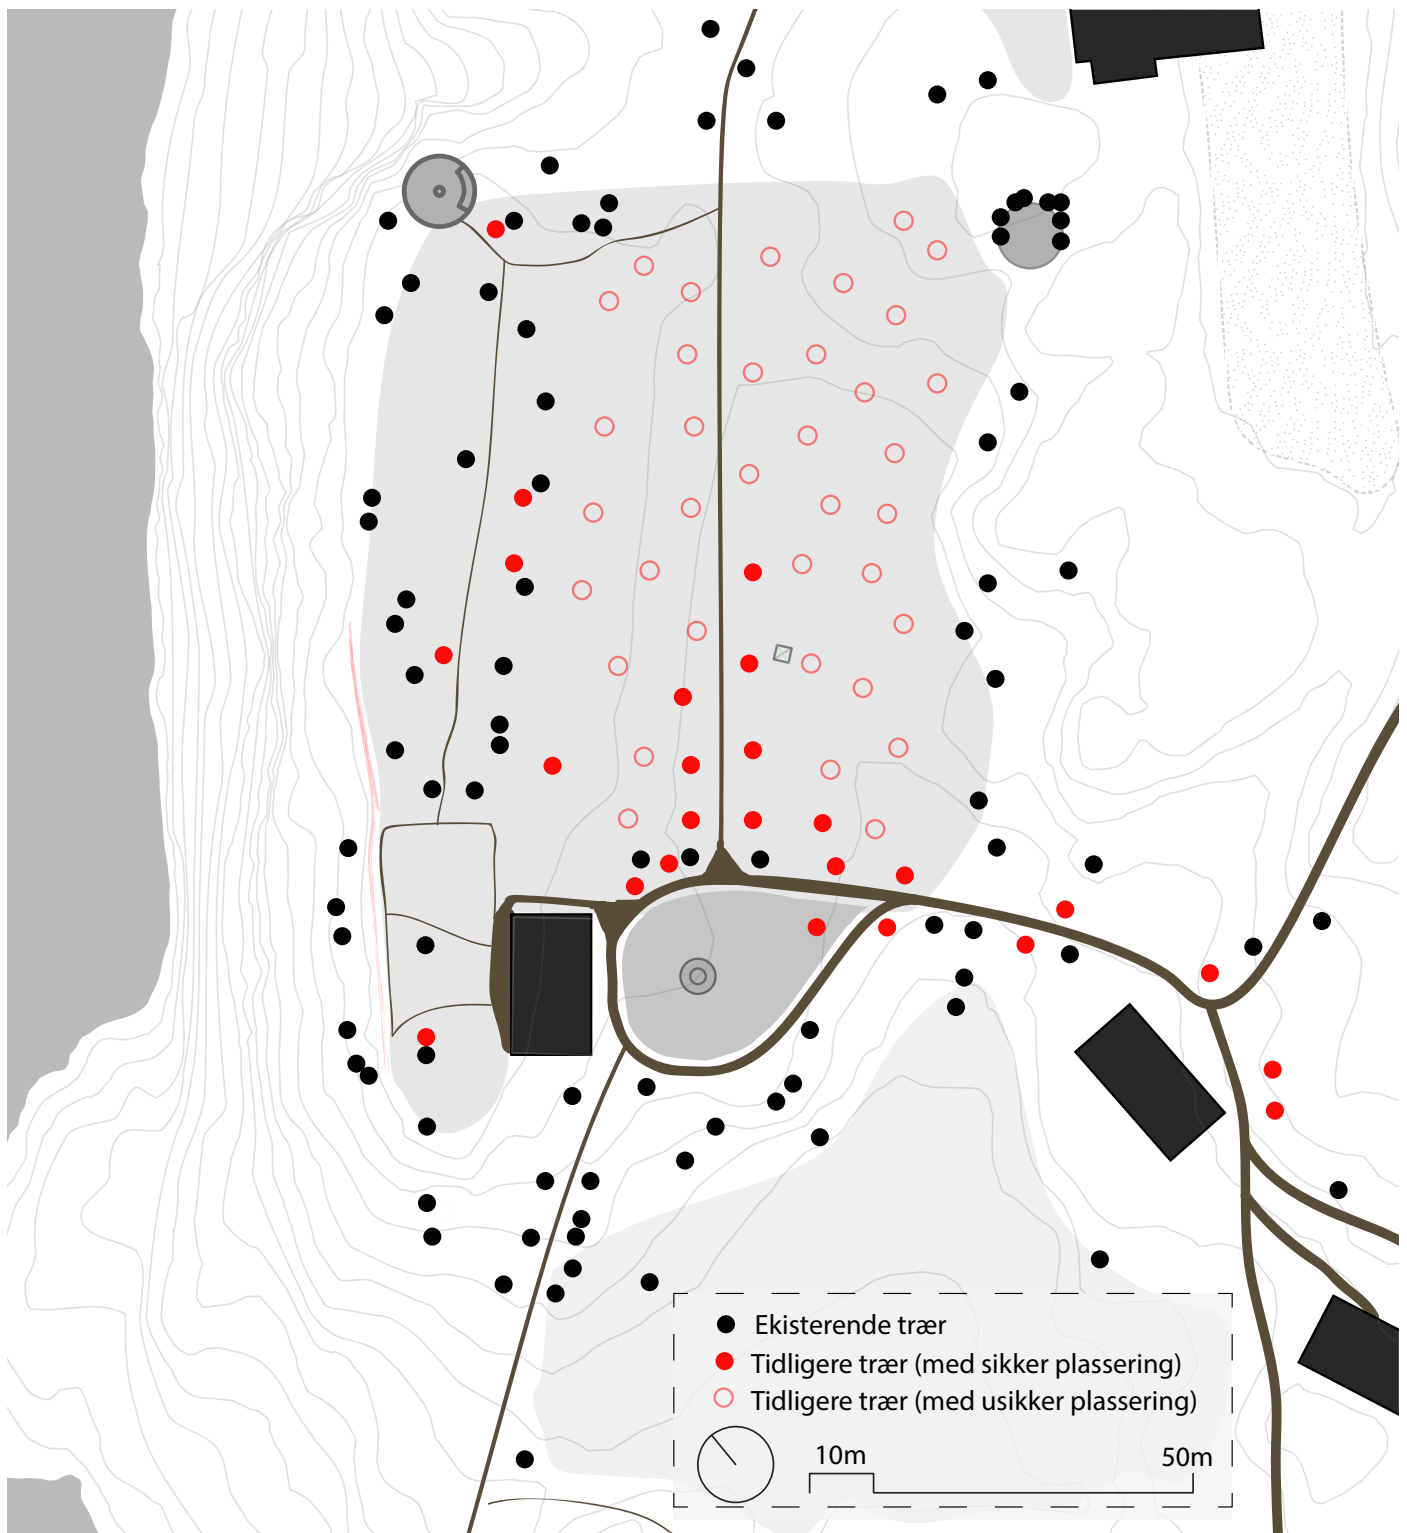 Ekisterende trær
Tidligere trær (med sikker plassering)
Tidligere trær (med usikker plassering)
10m 50m